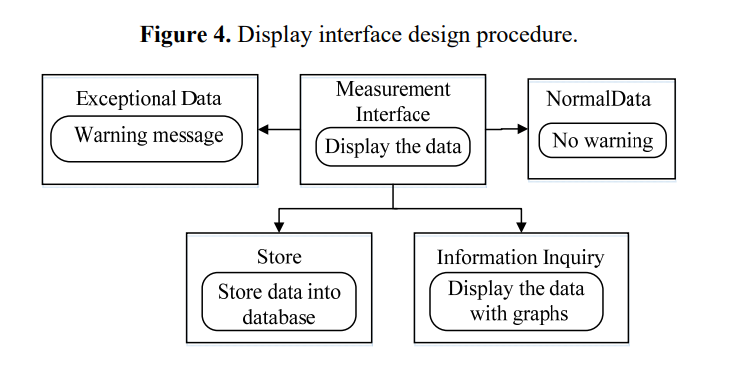 Figure 4. Display interface design procedure.
Exceptional Data
Warning message
Measurement
Interface
Display the data
NormalData
No warning
Store
Store data into
database
Information Inquiry
Display the data
with graphs